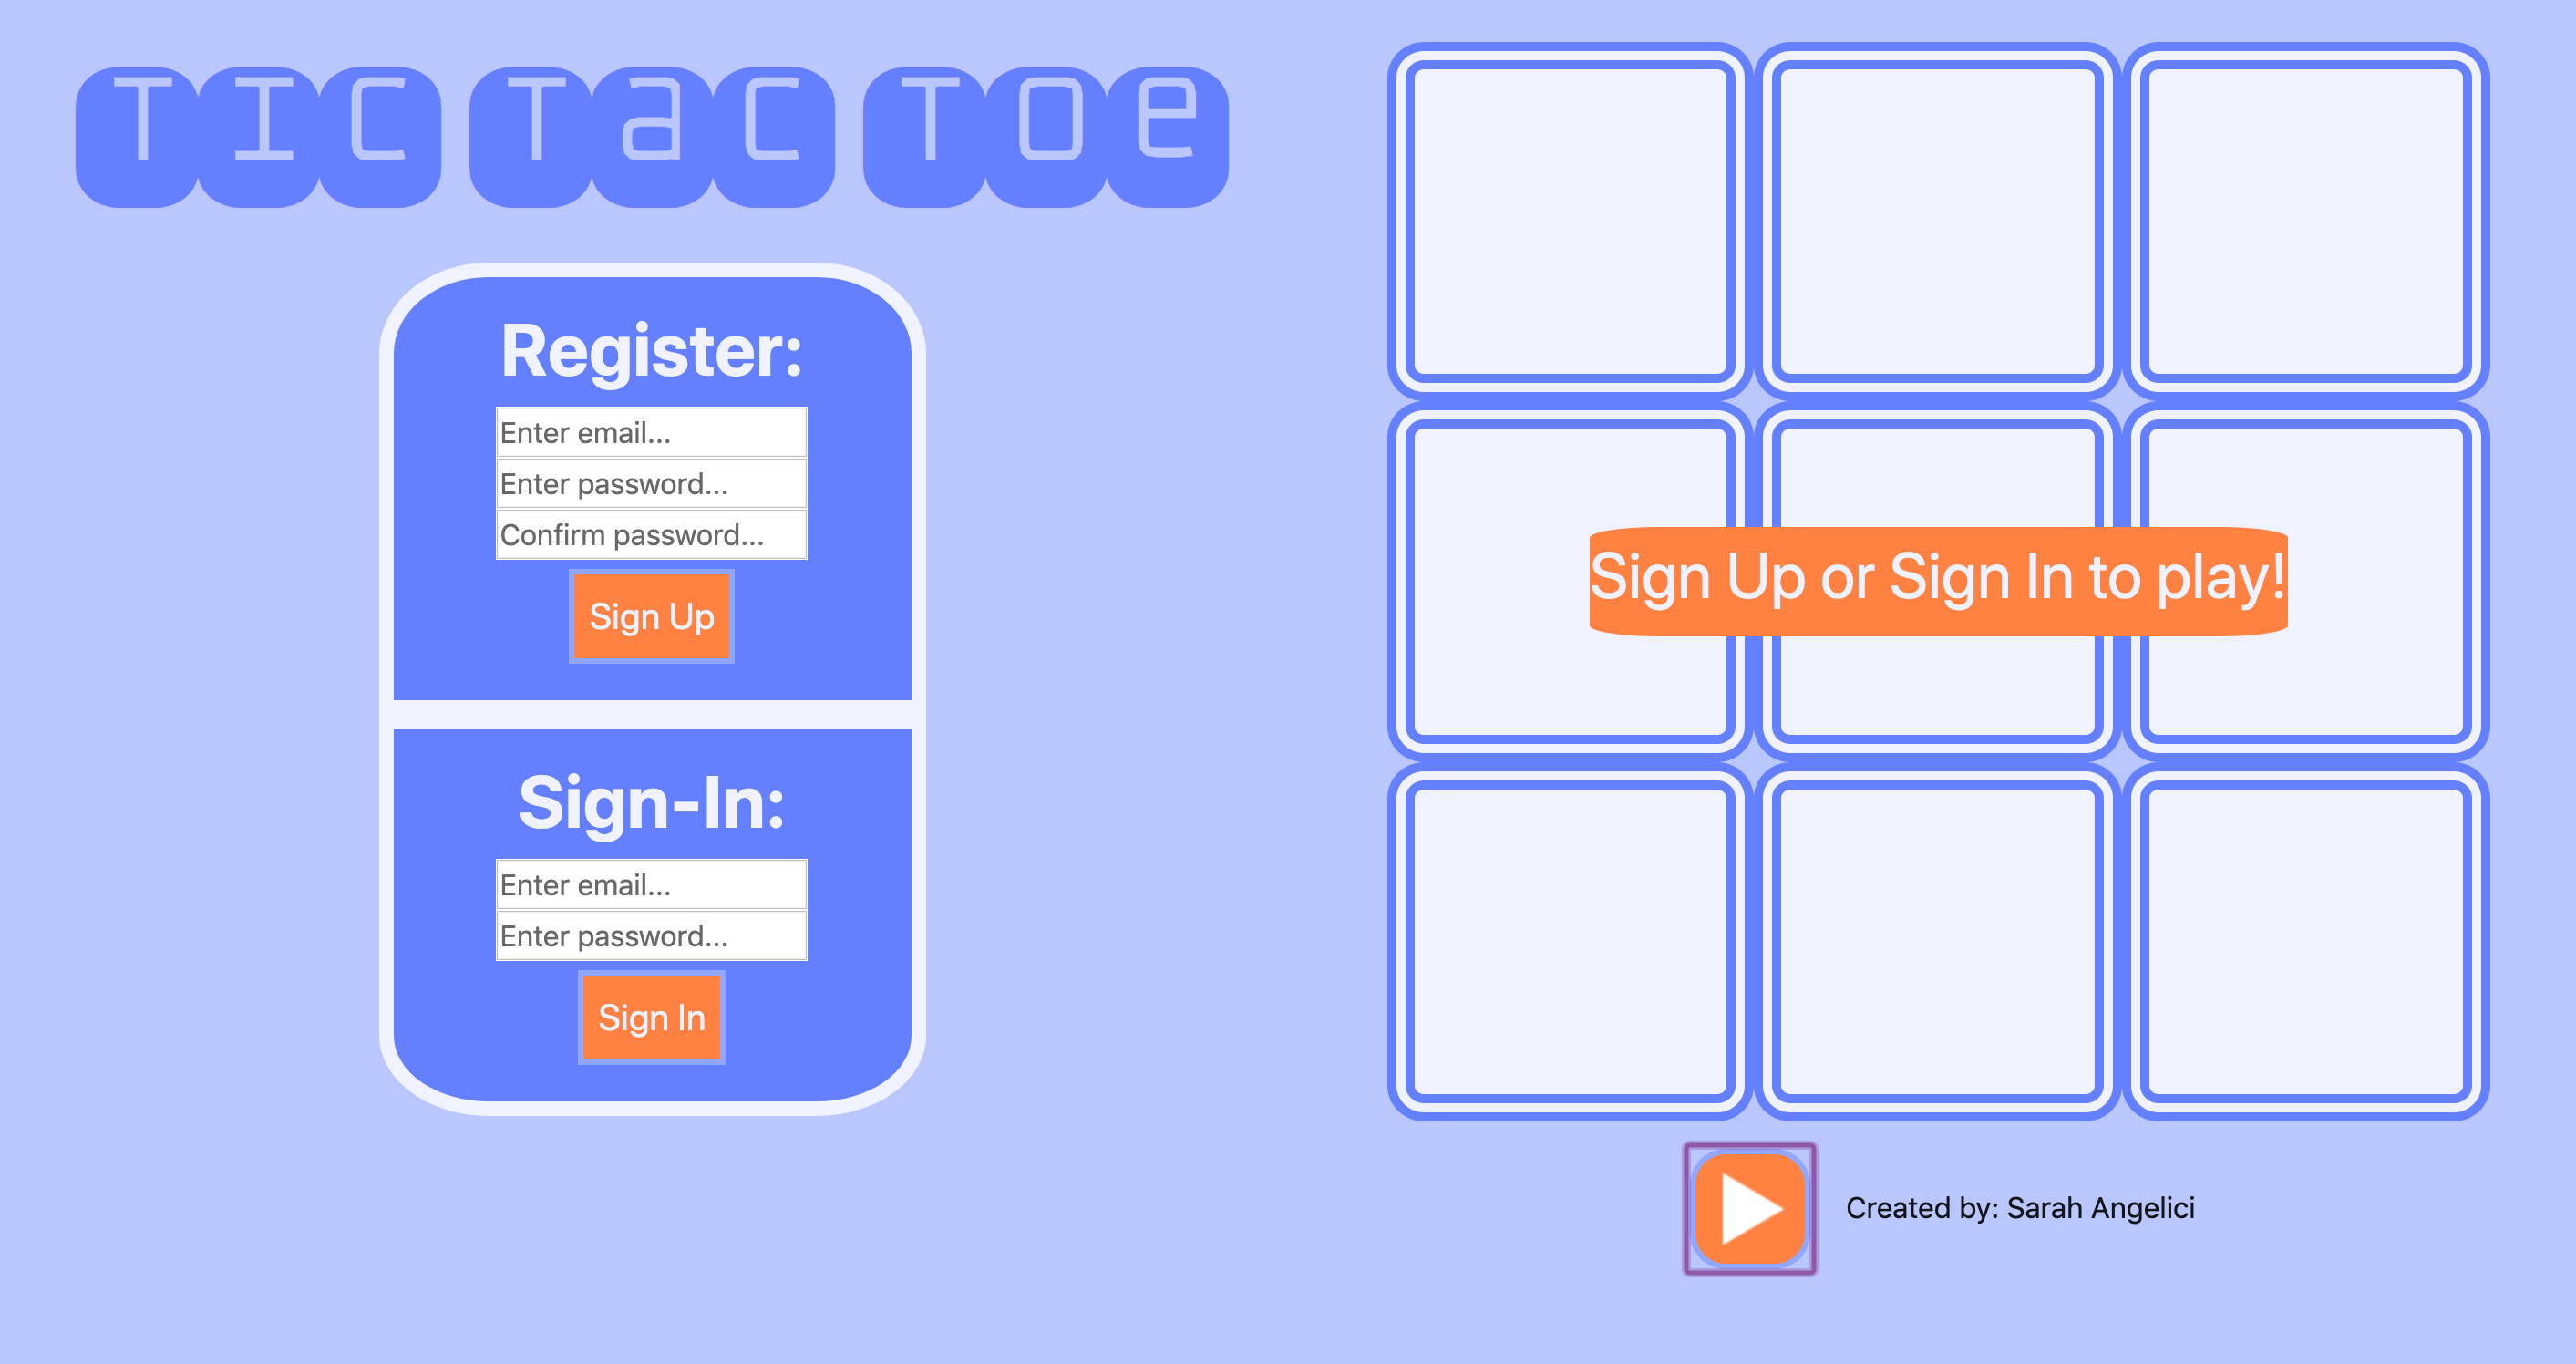 TIC TaC TOe
Register:
Enter email...
Enter password...
Confirm password...
Sign Up
Sign-In:
Enter email...
Enter password...
Sign In
Sign Up or Sign In to play!
Created by: Sarah Angelici